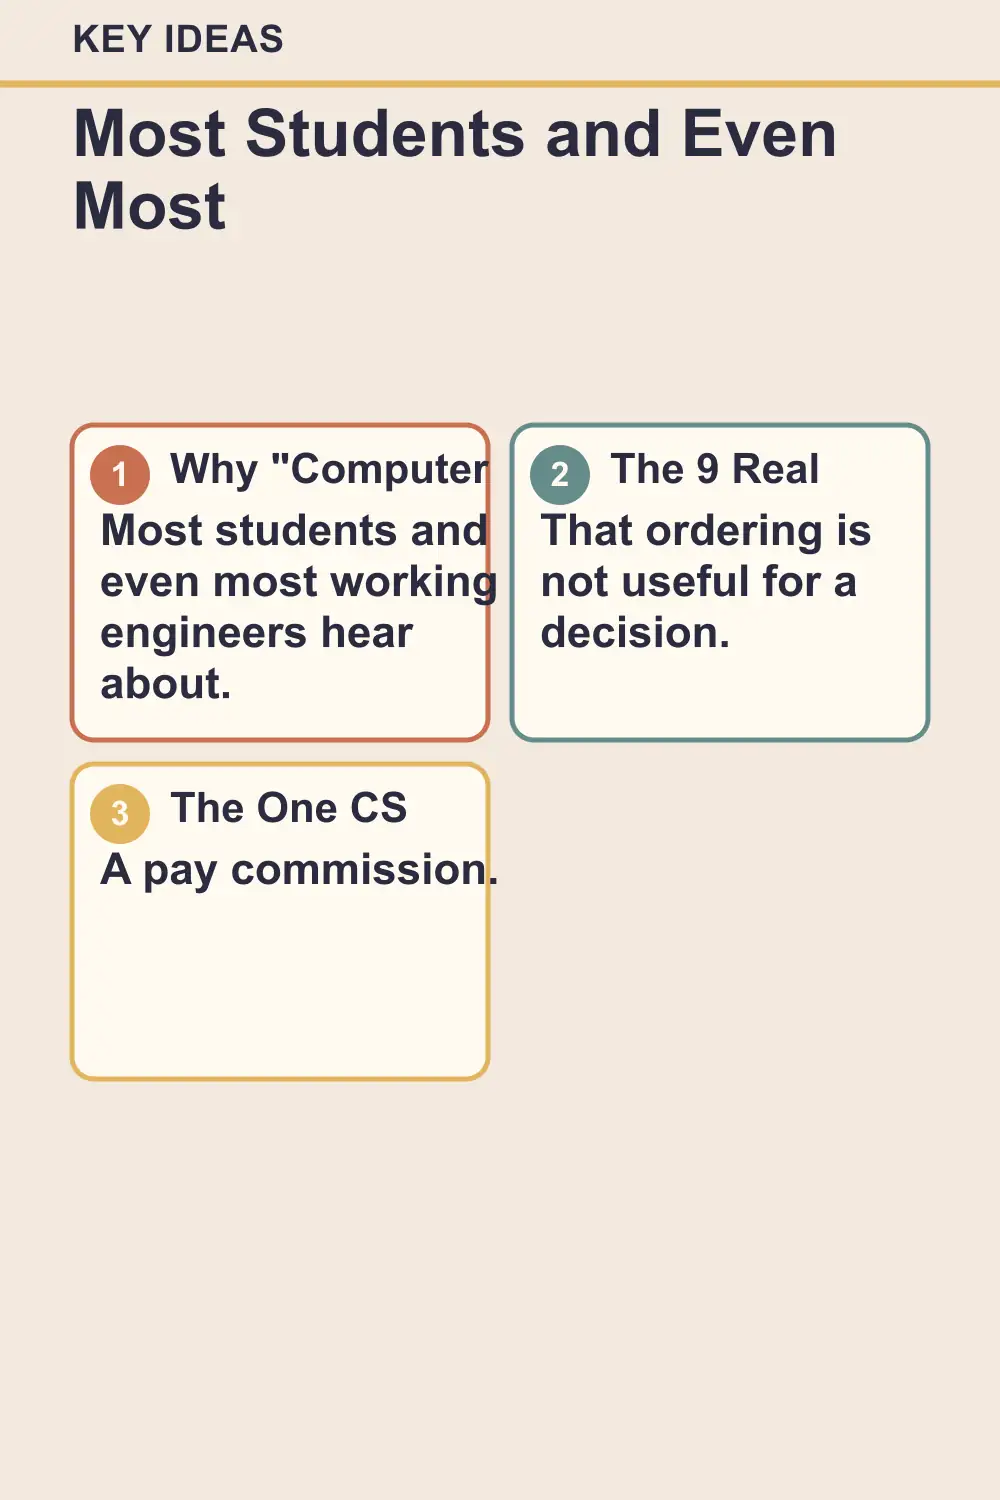 KEY IDEAS
Most Students and Even
Most
1 Why "Computer
Most students and
even most working
engineers hear
about.
2 The 9 Real
That ordering is
not useful for a
decision.
3 The One CS
A pay commission.